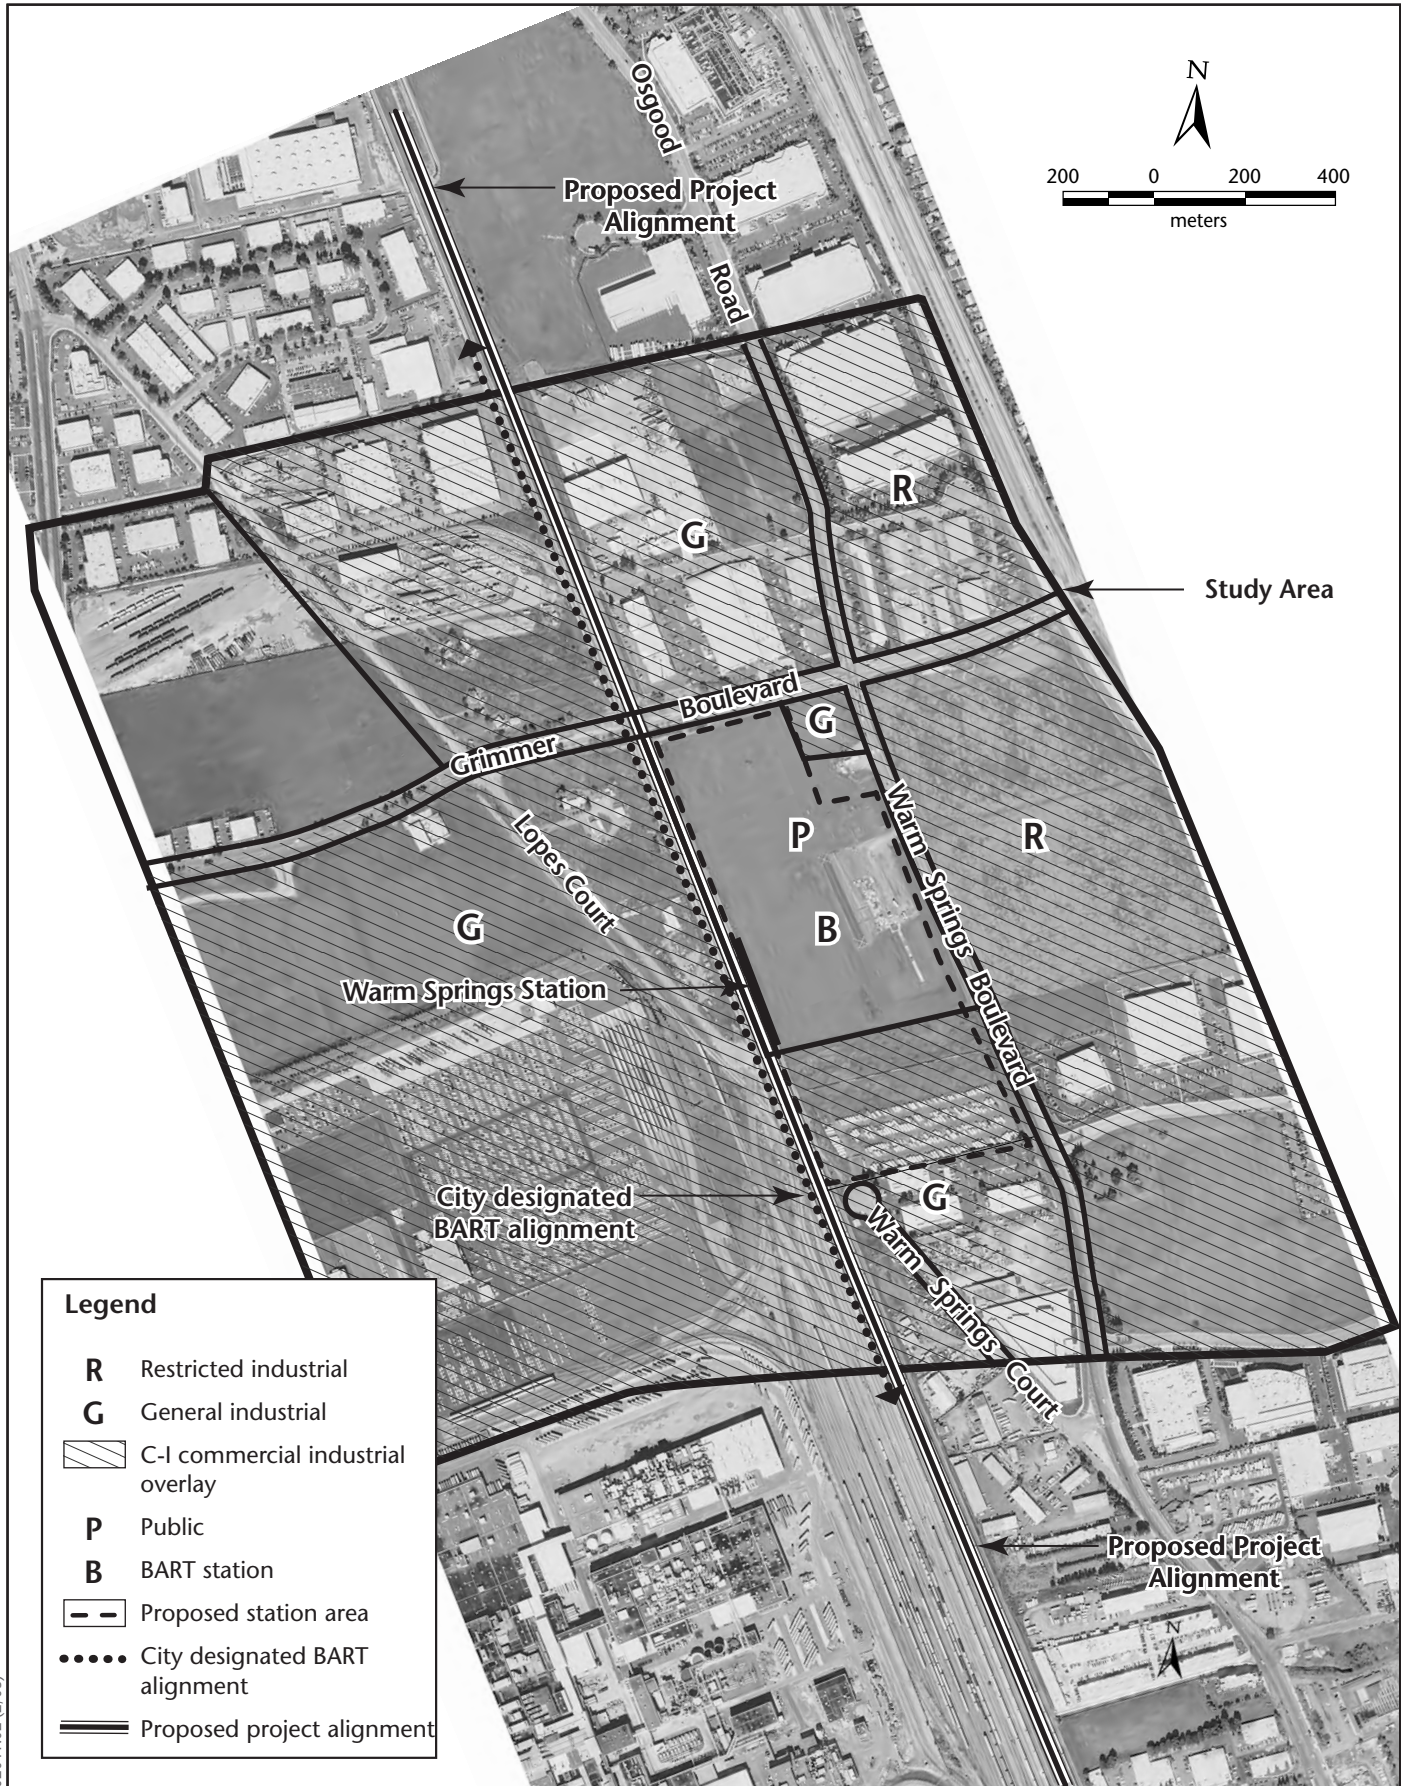 N
200 0 200 400
meters
Osgood
Road
Proposed Project
Alignment
R
G
Study Area
Boulevard
Grimmer
G
Lopes Court
P
R
Warm Springs Boulevard
G
B
Warm Springs Station
City designated
BART alignment
G
Warm Springs Court
Proposed Project
Alignment
N
Legend
R Restricted industrial
G General industrial
C-I commercial industrial
overlay
P Public
B BART station
Proposed station area
City designated BART
alignment
Proposed project alignment